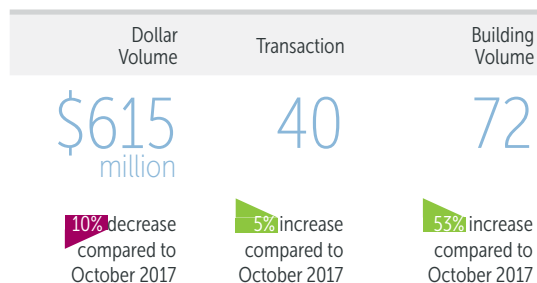 Dollar
Volume
Transaction
Building
Volume
$615
million
40
72
10% decrease
compared to
October 2017
5% increase
compared to
October 2017
53% increase
compared to
October 2017